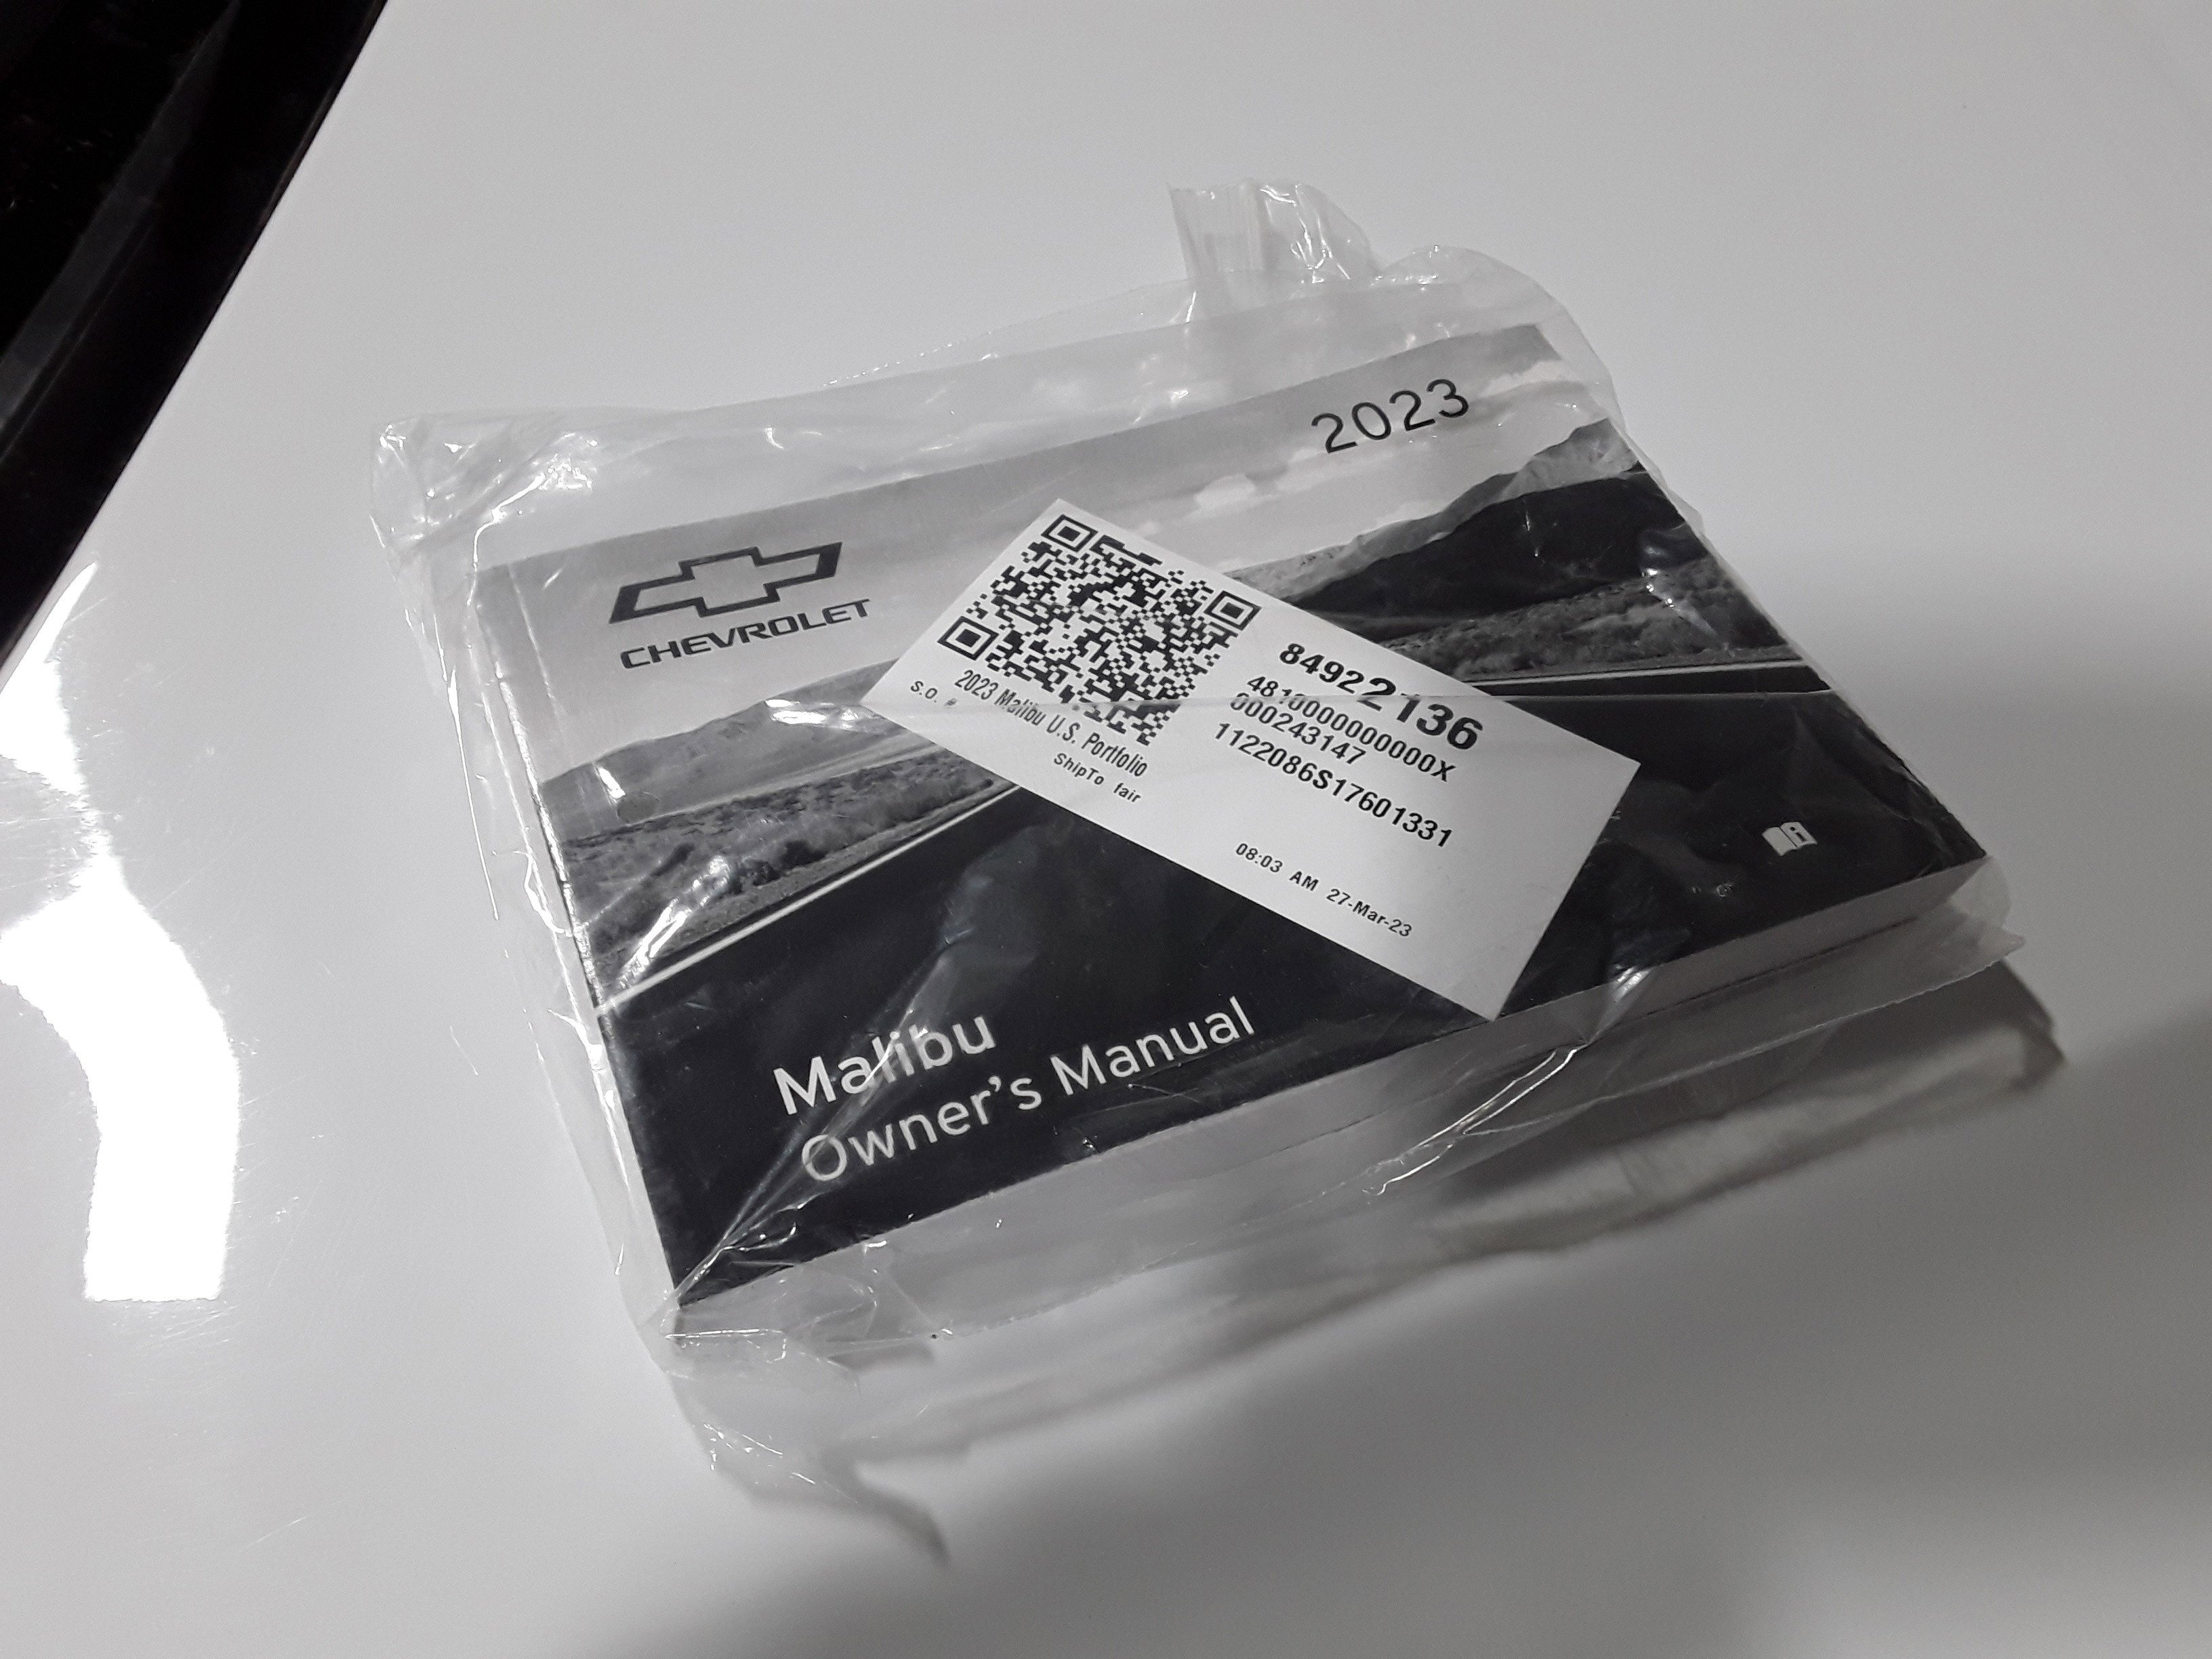 2023
CHEVROLET
84922136
4810000000000X
000243147
1122086S17601331
2023 Malibu U.S. Portfolio
S.O. #
ShipTo fair
08:03 AM 27-Mar-23
Malibu
Owner's Manual